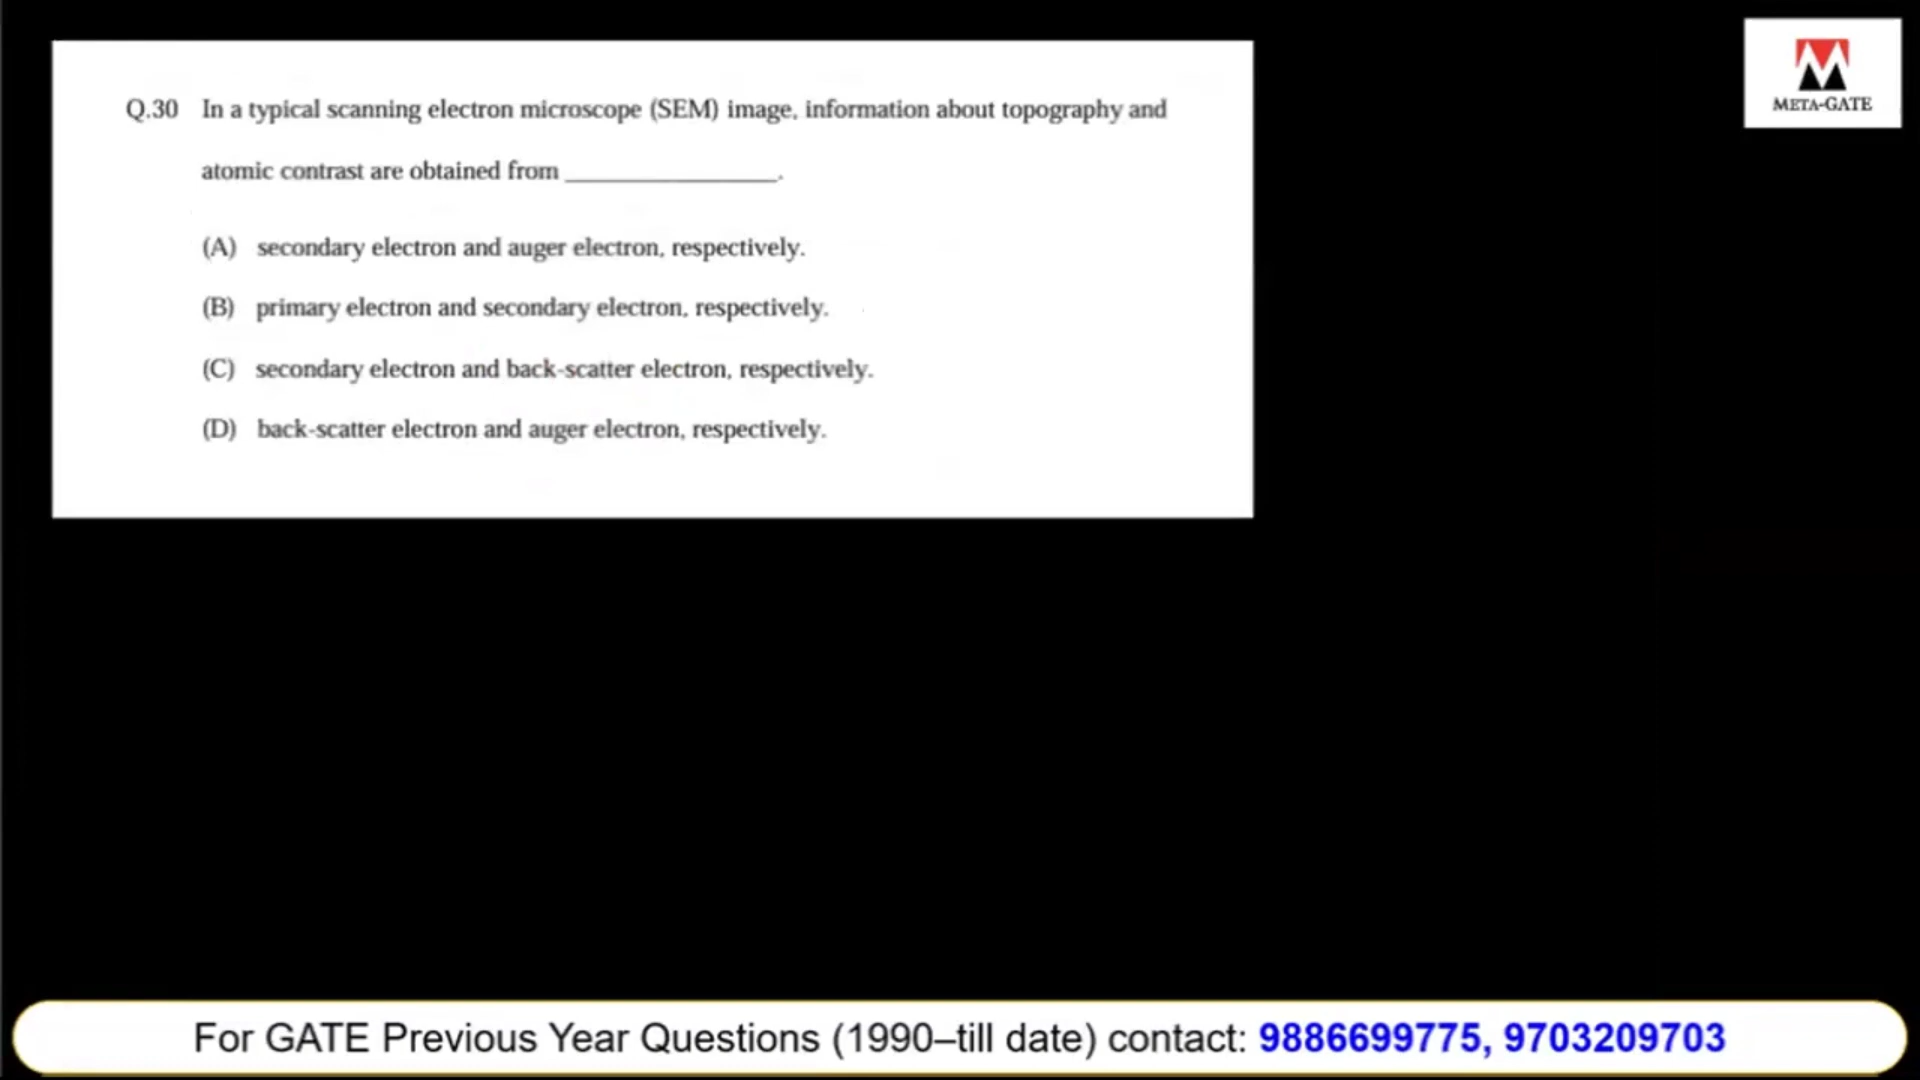 META-GATE
Q.30 In a typical scanning electron microscope (SEM) image, information about topography and
atomic contrast are obtained from _______________.
(A) secondary electron and auger electron, respectively.
(B) primary electron and secondary electron, respectively.
(C) secondary electron and back-scatter electron, respectively.
(D) back-scatter electron and auger electron, respectively.
For GATE Previous Year Questions (1990–till date) contact: 9886699775, 9703209703